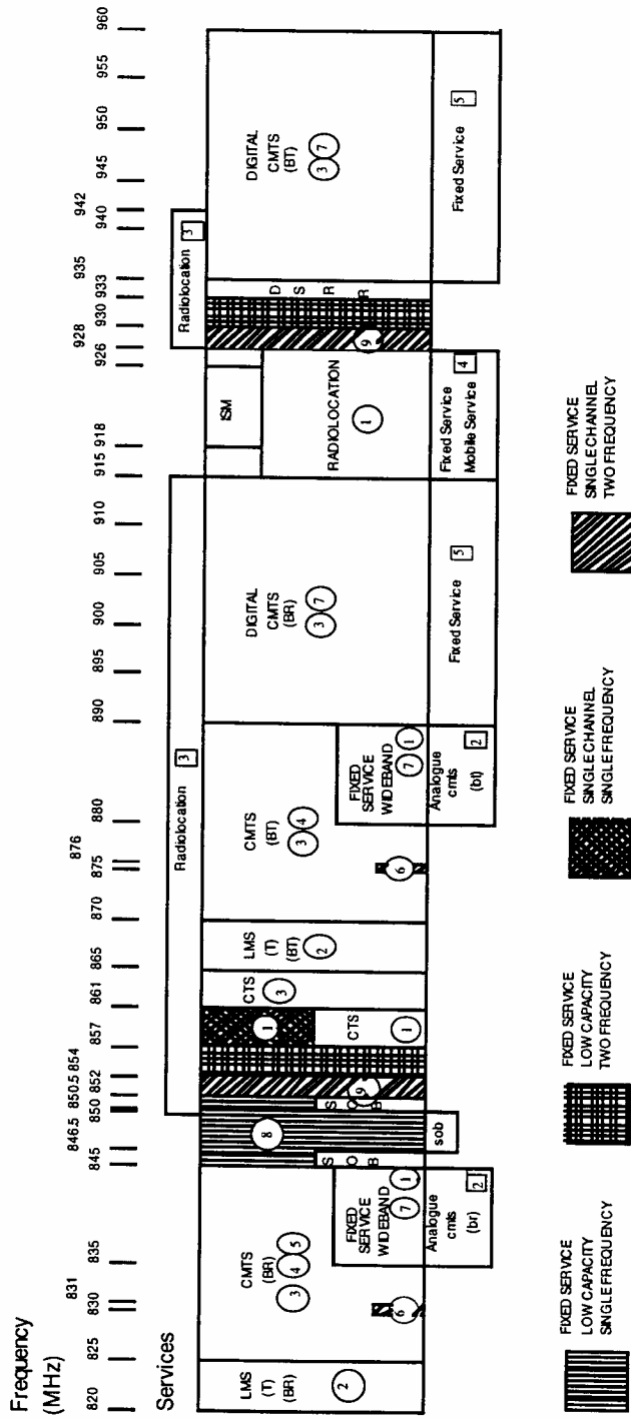 Frequency
(MHz)
820
825
830
831
835
845
846.5
850
850.5
852
854
857
861
865
870
875
876
880
890
895
900
905
910
915
918
926
928
930
933
935
940
942
945
950
955
960
Services
Radiolocation 3
Radiolocation 3
LMS
(T)
(BR)
2
CMTS
(BR)
3 4 5
6
FIXED
SERVICE
WIDEBAND
7 1
Analogue
cmts
(br)
2
S O B
8
sob
S O B
9
1
CTS
1
CTS
3
LMS
(T)
(BT)
2
CMTS
(BT)
3 4
6
FIXED
SERVICE
WIDEBAND
7 1
Analogue
cmts
(bt)
2
DIGITAL
CMTS
(BR)
3 7
Fixed Service 5
ISM
RADIOLOCATION
1
Fixed Service
Mobile Service
4
9
D S R R
DIGITAL
CMTS
(BT)
3 7
Fixed Service 5
FIXED SERVICE
LOW CAPACITY
SINGLE FREQUENCY
FIXED SERVICE
LOW CAPACITY
TWO FREQUENCY
FIXED SERVICE
SINGLE CHANNEL
SINGLE FREQUENCY
FIXED SERVICE
SINGLE CHANNEL
TWO FREQUENCY